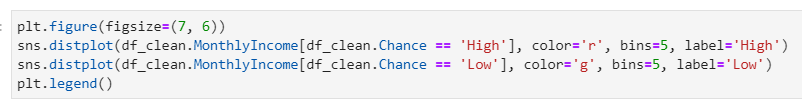 plt.figure(figsize=(7, 6))
sns.distplot(df_clean.MonthlyIncome[df_clean.Chance == 'High'], color='r', bins=5, label='High')
sns.distplot(df_clean.MonthlyIncome[df_clean.Chance == 'Low'], color='g', bins=5, label='Low')
plt.legend()